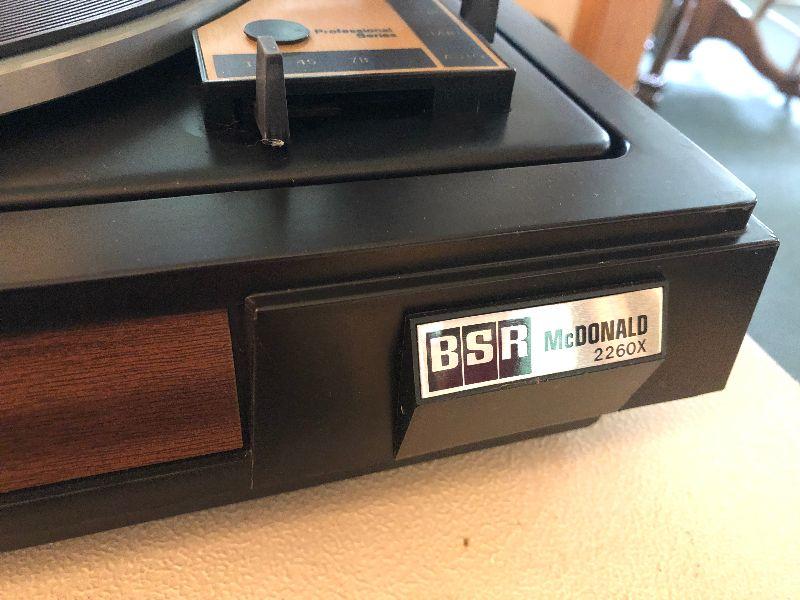 Professional
Series
45 78
BSR McDONALD
2260X